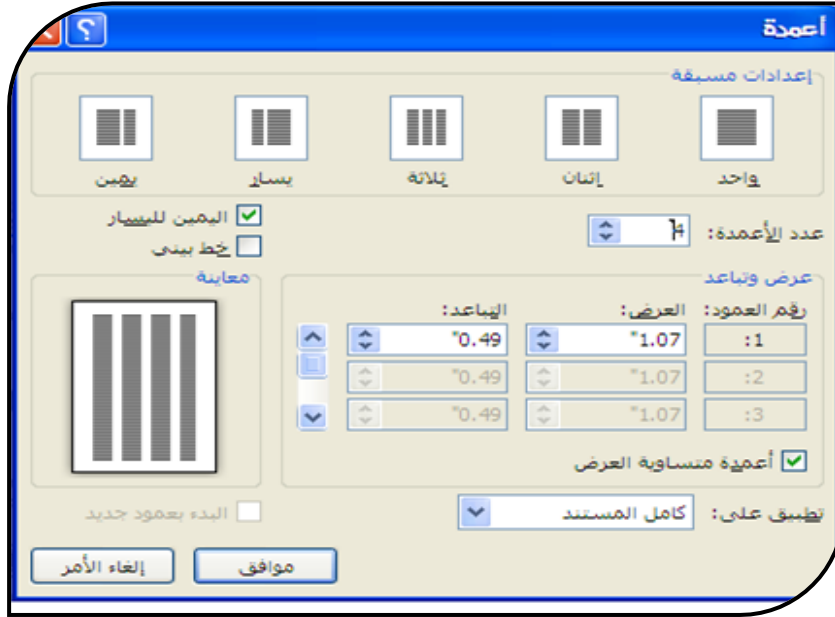 أعمدة
إعدادات مسبقة
واحد إثنان ثلاثة يسار يمين
عدد الأعمدة: 4 اليمين لليسار
خط بيني
عرض وتباعد معاينة
رقم العمود: العرض: التباعد:
1: 1.07" 0.49"
2: 1.07" 0.49"
3: 1.07" 0.49"
أعمدة متساوية العرض
تطبيق على: كامل المستند البدء بعمود جديد
موافق إلغاء الأمر